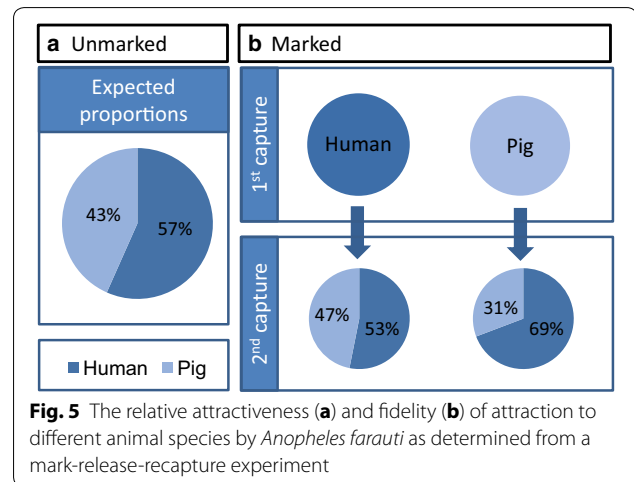 a Unmarked
b Marked
Expected
proportions
43%
57%
Human
Pig
1st capture
Human
Pig
2nd capture
47%
53%
31%
69%
Fig. 5 The relative attractiveness (a) and fidelity (b) of attraction to
different animal species by Anopheles farauti as determined from a
mark-release-recapture experiment